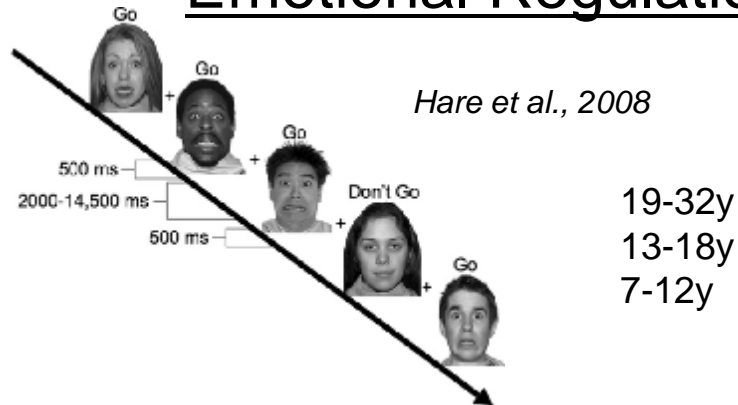 Go
Go
Hare et al., 2008
Go
500 ms
Don't Go
2000-14,500 ms
19-32y
500 ms
13-18y
Go
7-12y